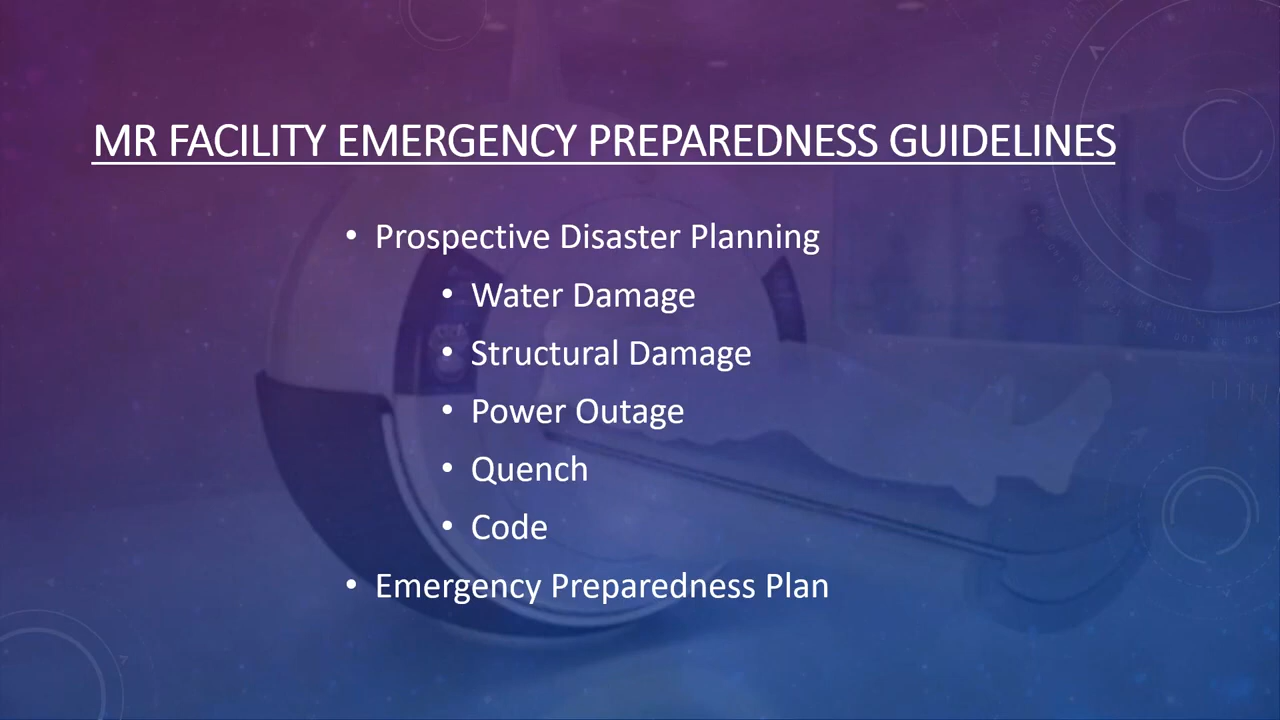 MR FACILITY EMERGENCY PREPAREDNESS GUIDELINES
• Prospective Disaster Planning
• Water Damage
• Structural Damage
• Power Outage
• Quench
• Code
• Emergency Preparedness Plan